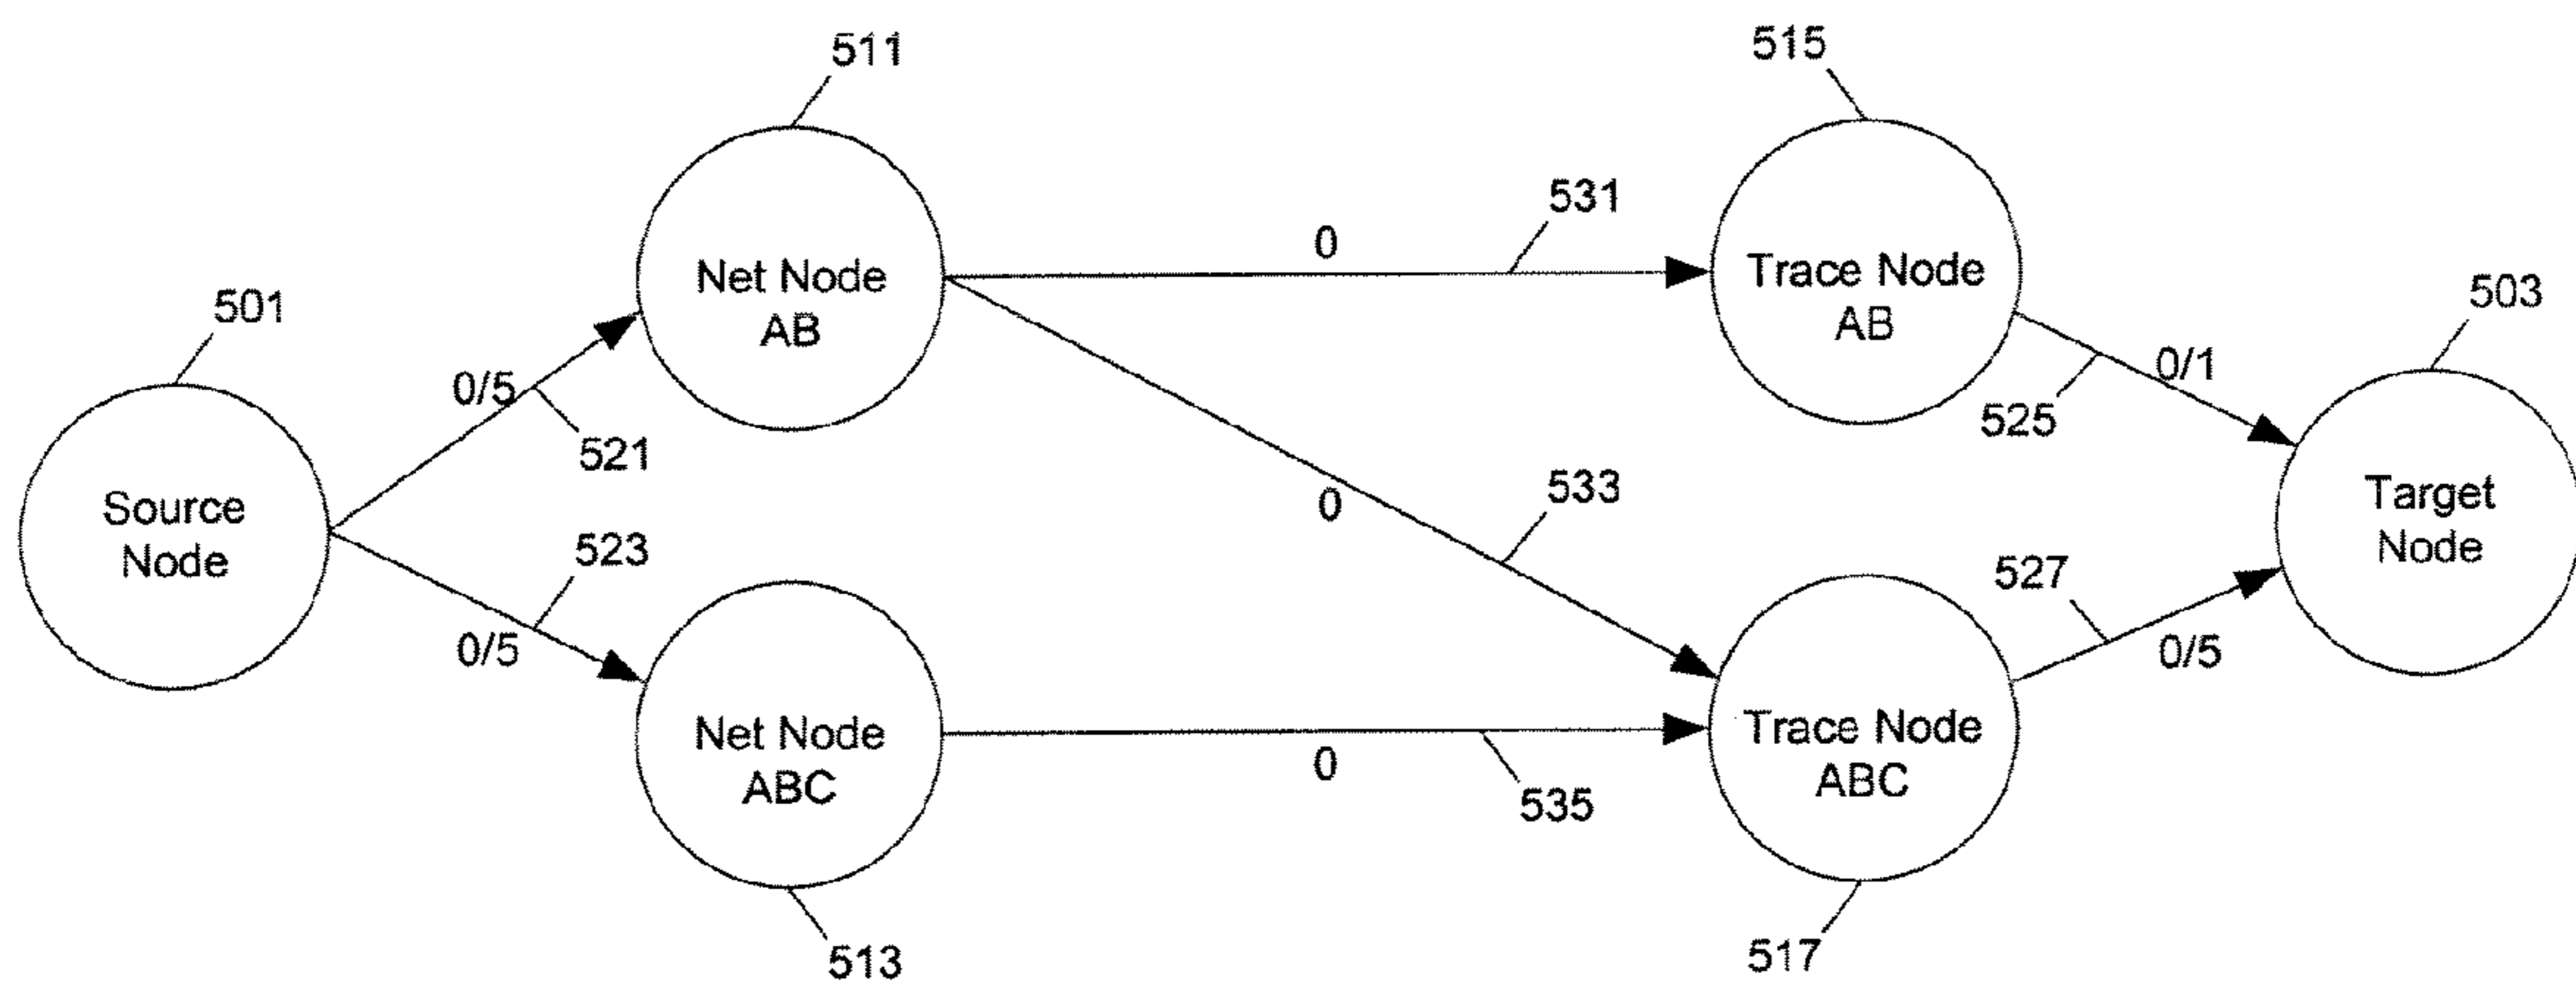 511
515
Net Node
AB
0
531
Trace Node
AB
501
503
0/5
521
0/1
525
Source
Node
523
0/5
0
533
Target
Node
527
0/5
Net Node
ABC
0
535
Trace Node
ABC
513
517